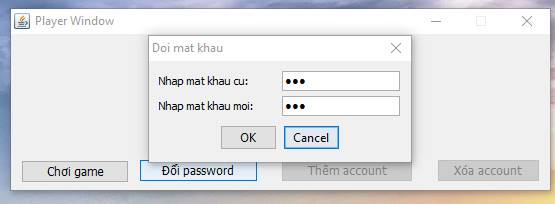 Player Window
Doi mat khau
Nhap mat khau cu: •••
Nhap mat khau moi: •••
OK Cancel
Chơi game Đổi password Thêm account Xóa account